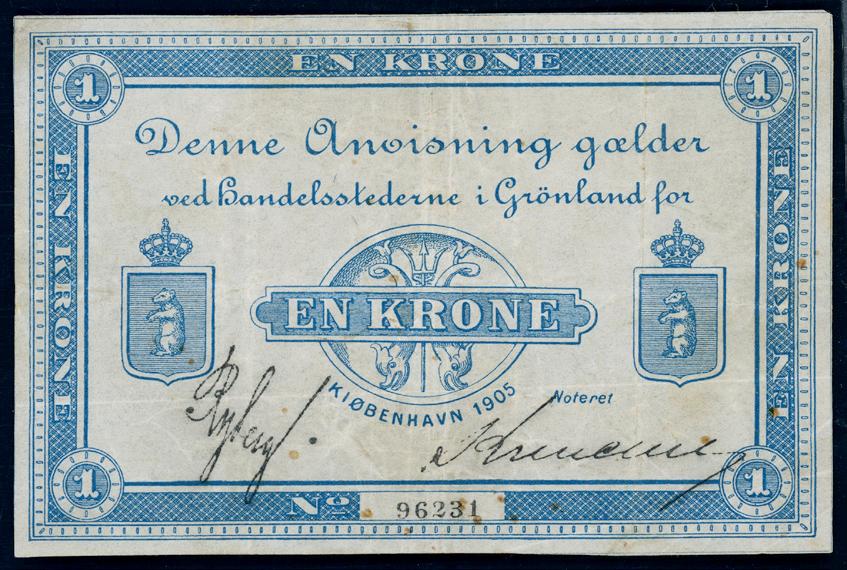 EN KRONE
1
1
Denne Anvisning gælder
ved Handelsstederne i Grönland for
EN KRONE
EN KRONE
EN KRONE
KIØBENHAVN 1905
Noteret
1
1
No 96231